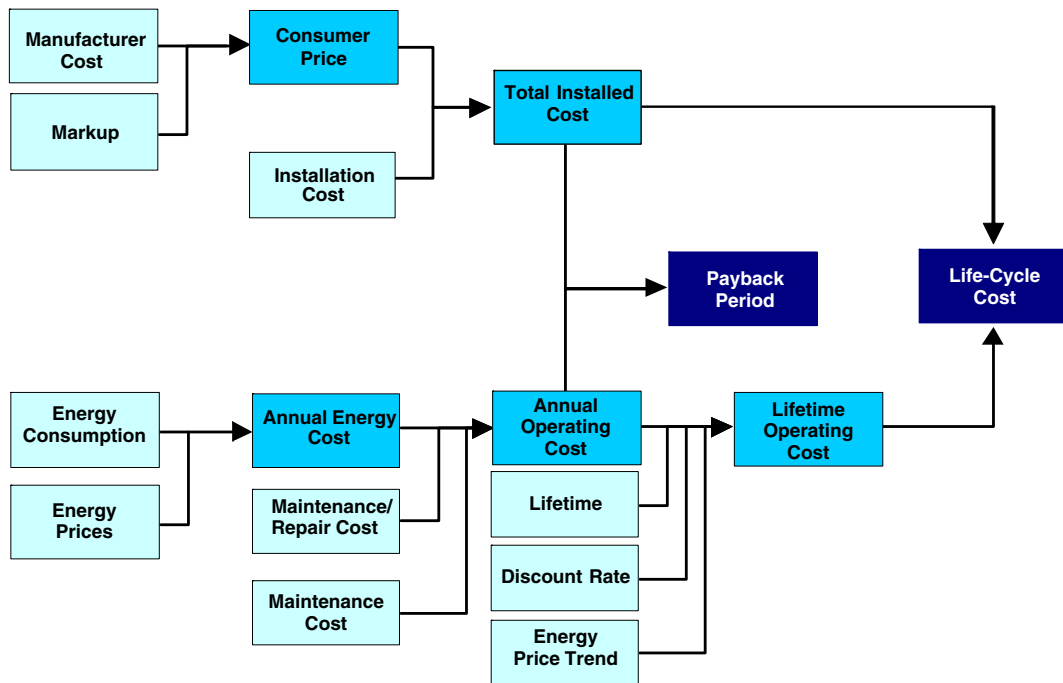 Manufacturer
Cost
Consumer
Price
Markup
Total Installed
Cost
Installation
Cost
Payback
Period
Life-Cycle
Cost
Energy
Consumption
Annual Energy
Cost
Annual
Operating
Cost
Lifetime
Operating
Cost
Energy
Prices
Maintenance/
Repair Cost
Lifetime
Discount Rate
Maintenance
Cost
Energy
Price Trend